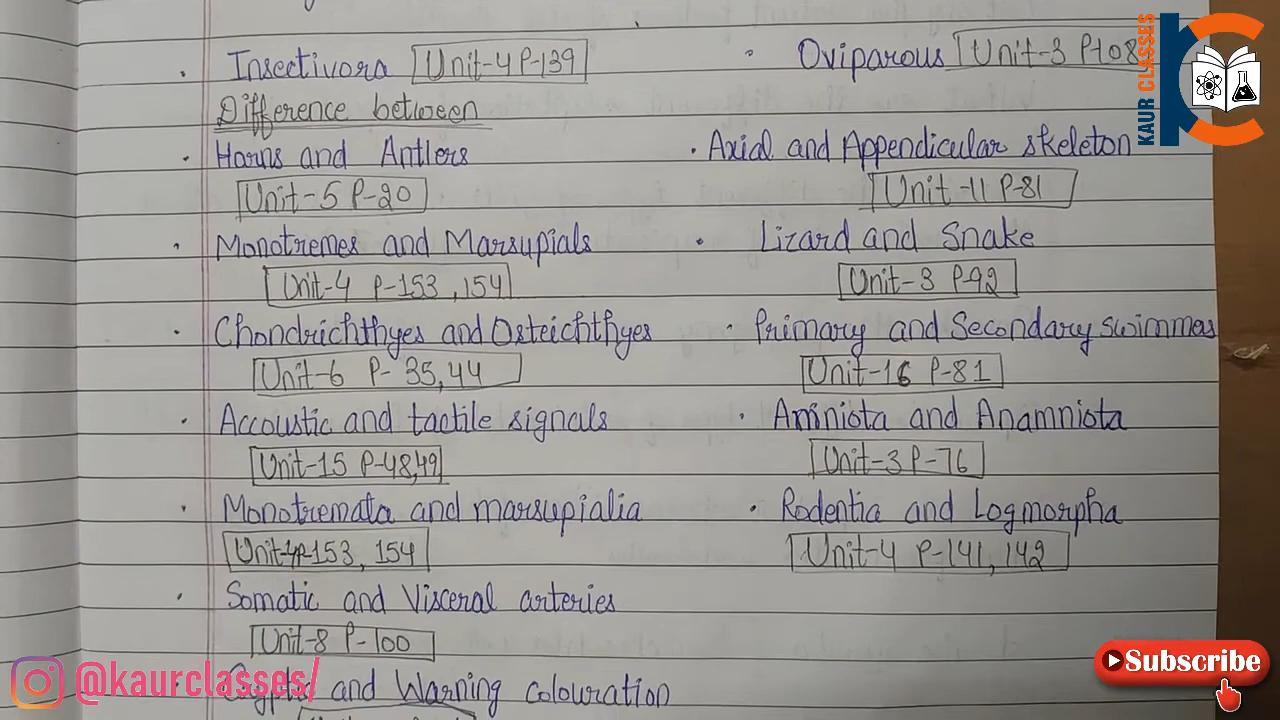 Insectivora Unit-4 P-139
Oviparous Unit-3 P-108
Difference between
Horns and Antlers
Axial and Appendicular skeleton
Unit-5 P-20
Unit-11 P-81
Monotremes and Marsupials
Lizard and Snake
Unit-4 P-153, 154
Unit-3 P-92
Chondrichthyes and Osteichthyes
Primary and Secondary swimmes
Unit-6 P- 35, 44
Unit-16 P-81
Accoustic and tactile signals
Amniota and Anamniota
Unit-15 P-48,49
Unit-3 P-76
Monotremata and marsupialia
Rodentia and Logmorpha
Unit-4P-153, 154
Unit-4 P-141, 142
Somatic and Visceral arteries
Unit-8 P-100
and Warning colouration
KAUR CLASSES
@kaurclasses/
Subscribe